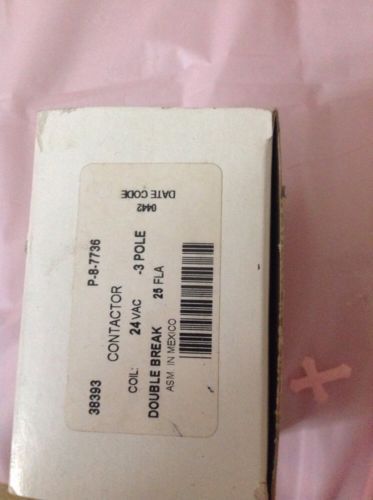 38393 P-8-7736
CONTACTOR
COIL: 24 VAC -3 POLE
DOUBLE BREAK 25 FLA
ASM. IN MEXICO
0442
DATE CODE